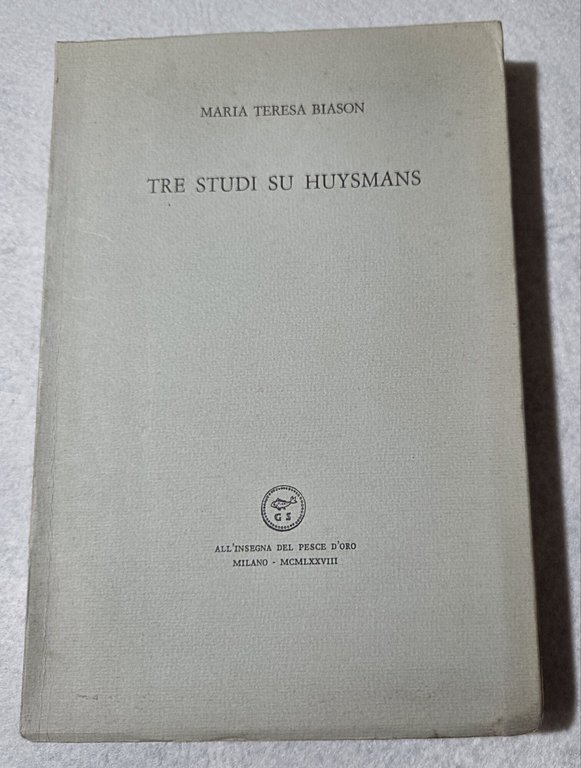 MARIA TERESA BIASON
TRE STUDI SU HUYSMANS
G S
ALL'INSEGNA DEL PESCE D'ORO
MILANO - MCMLXXVIII